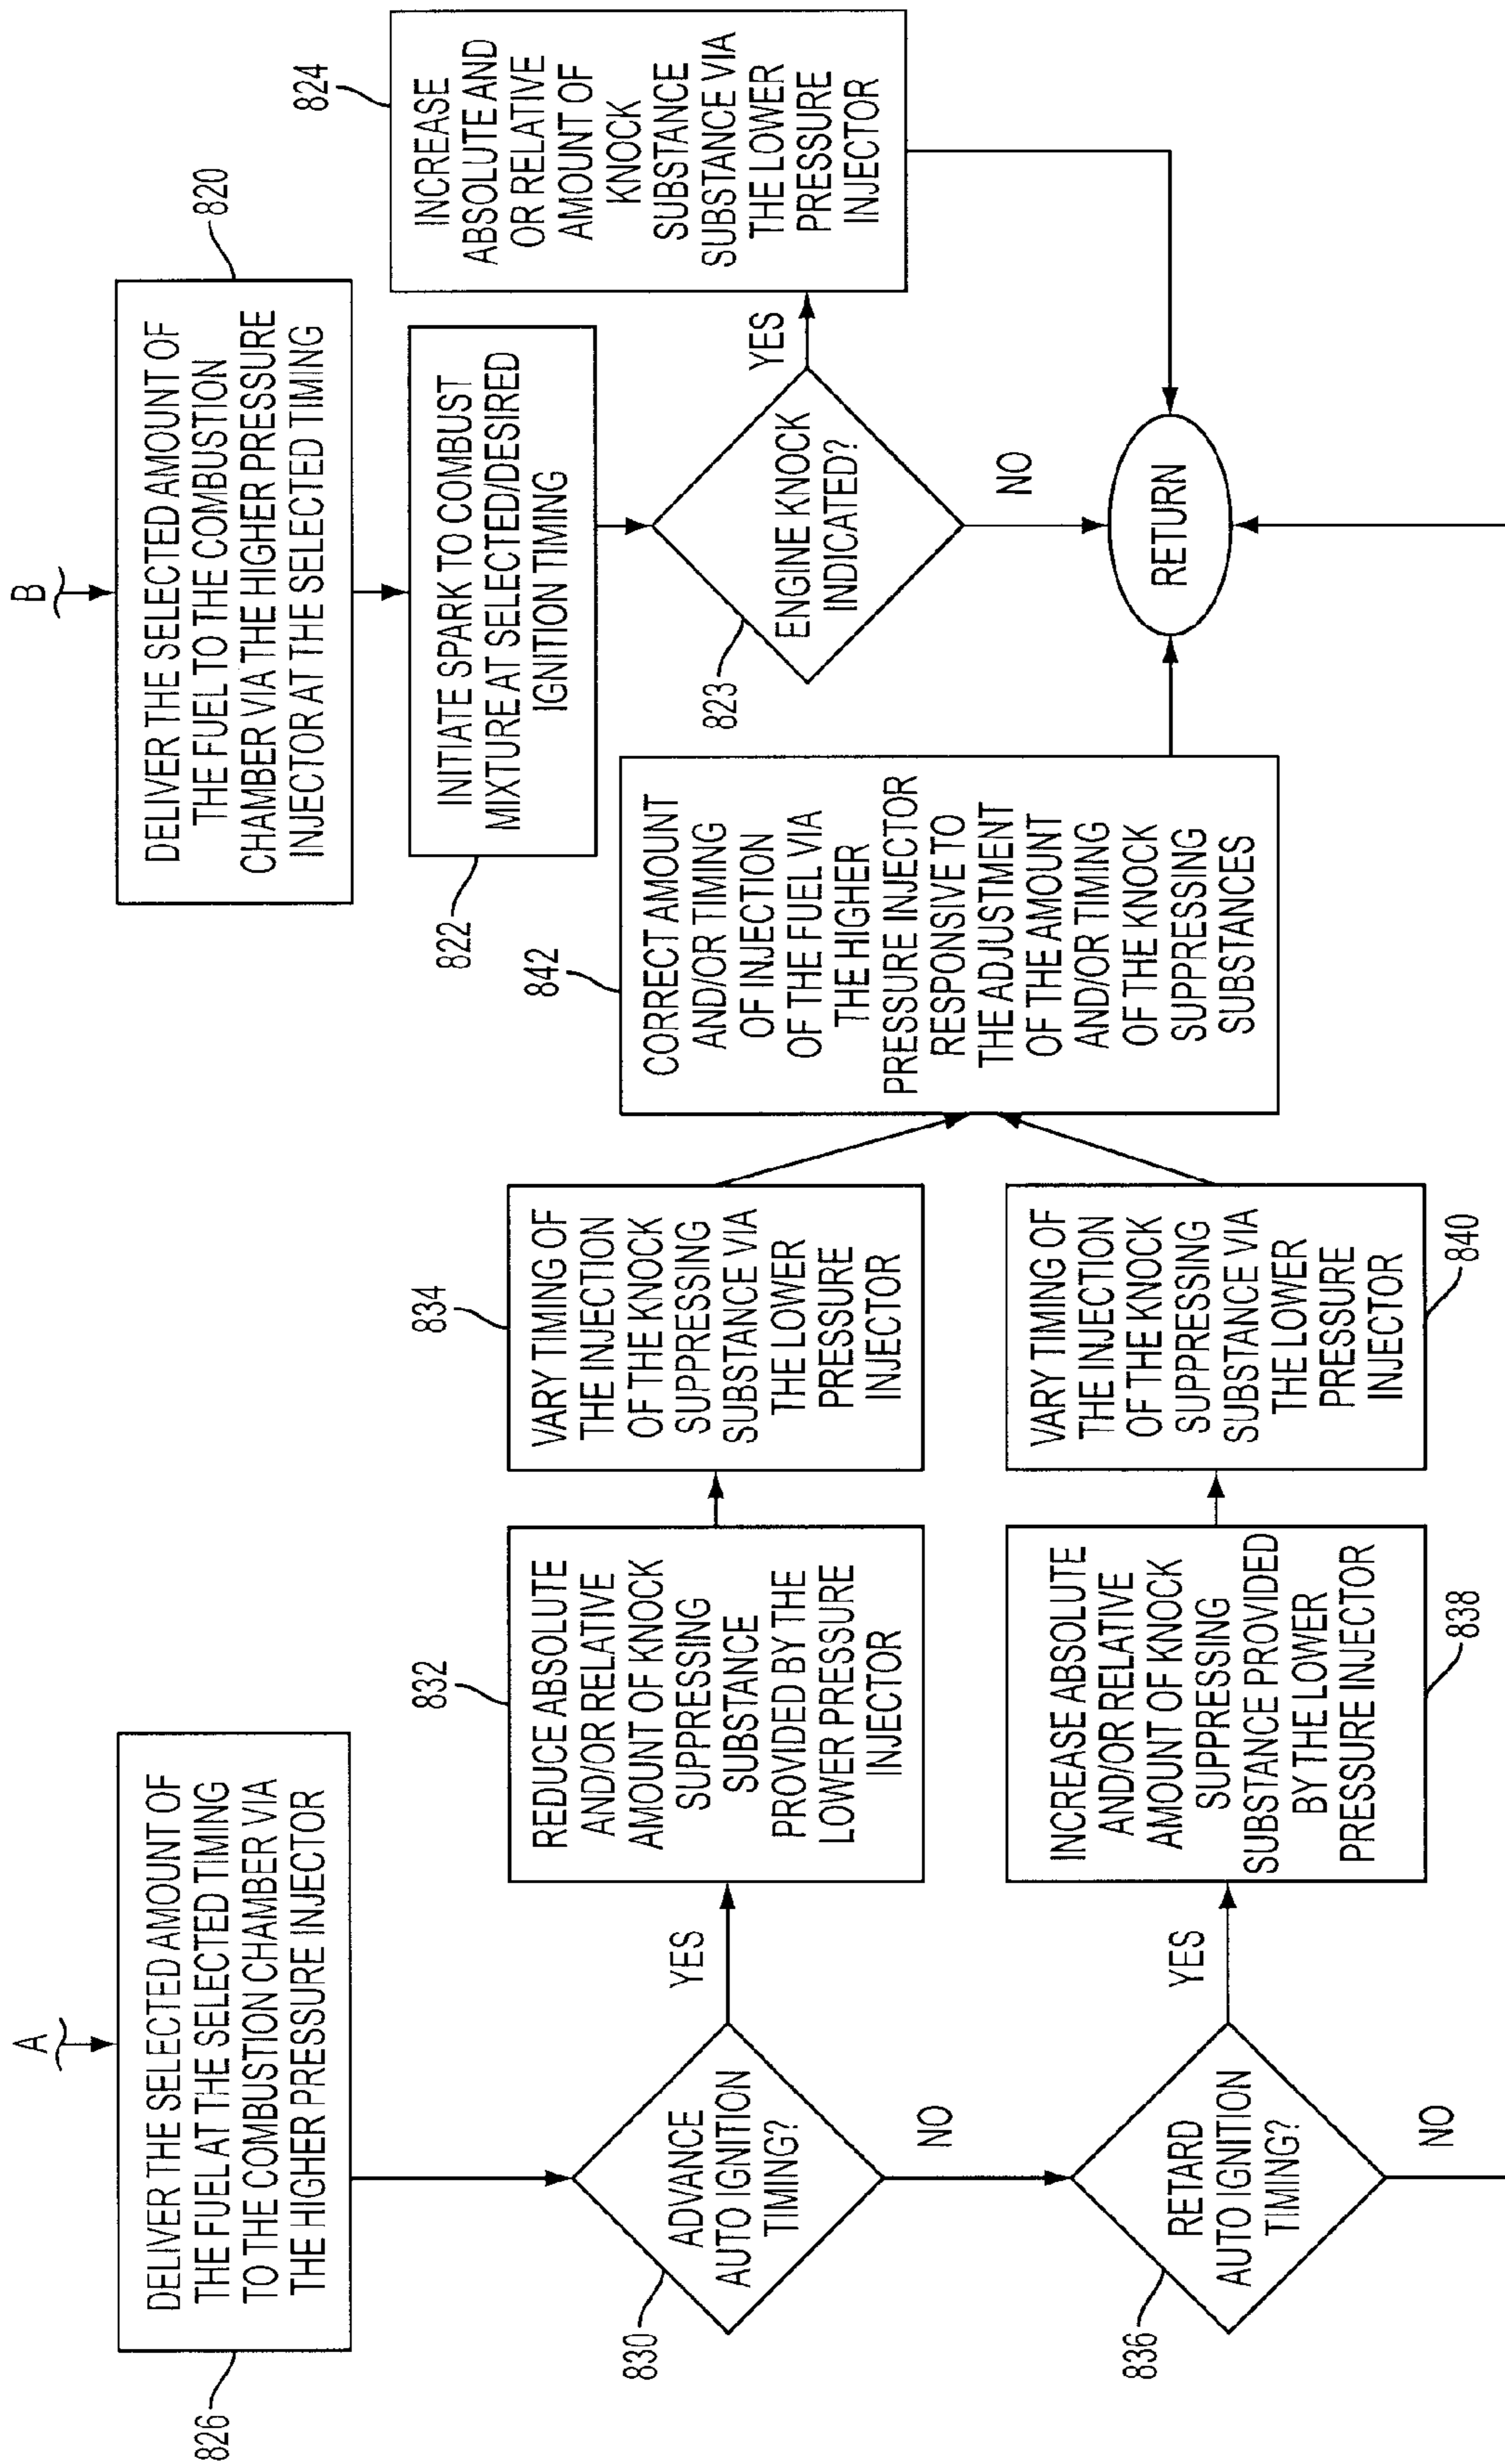 A
DELIVER THE SELECTED AMOUNT OF
THE FUEL AT THE SELECTED TIMING
TO THE COMBUSTION CHAMBER VIA
THE HIGHER PRESSURE INJECTOR
826
ADVANCE
AUTO IGNITION
TIMING?
830
YES
NO
REDUCE ABSOLUTE
AND/OR RELATIVE
AMOUNT OF KNOCK
SUPPRESSING
SUBSTANCE
PROVIDED BY THE
LOWER PRESSURE
INJECTOR
832
VARY TIMING OF
THE INJECTION
OF THE KNOCK
SUPPRESSING
SUBSTANCE VIA
THE LOWER
PRESSURE
INJECTOR
834
RETARD
AUTO IGNITION
TIMING?
836
YES
NO
INCREASE ABSOLUTE
AND/OR RELATIVE
AMOUNT OF KNOCK
SUPPRESSING
SUBSTANCE PROVIDED
BY THE LOWER
PRESSURE INJECTOR
838
VARY TIMING OF
THE INJECTION
OF THE KNOCK
SUPPRESSING
SUBSTANCE VIA
THE LOWER
PRESSURE
INJECTOR
840
CORRECT AMOUNT
AND/OR TIMING
OF INJECTION
OF THE FUEL VIA
THE HIGHER
PRESSURE INJECTOR
RESPONSIVE TO
THE ADJUSTMENT
OF THE AMOUNT
AND/OR TIMING
OF THE KNOCK
SUPPRESSING
SUBSTANCES
842
B
DELIVER THE SELECTED AMOUNT OF
THE FUEL TO THE COMBUSTION
CHAMBER VIA THE HIGHER PRESSURE
INJECTOR AT THE SELECTED TIMING
820
INITIATE SPARK TO COMBUST
MIXTURE AT SELECTED/DESIRED
IGNITION TIMING
822
ENGINE KNOCK
INDICATED?
823
YES
NO
INCREASE
ABSOLUTE AND
OR RELATIVE
AMOUNT OF
KNOCK
SUBSTANCE
SUBSTANCE VIA
THE LOWER
PRESSURE
INJECTOR
824
RETURN